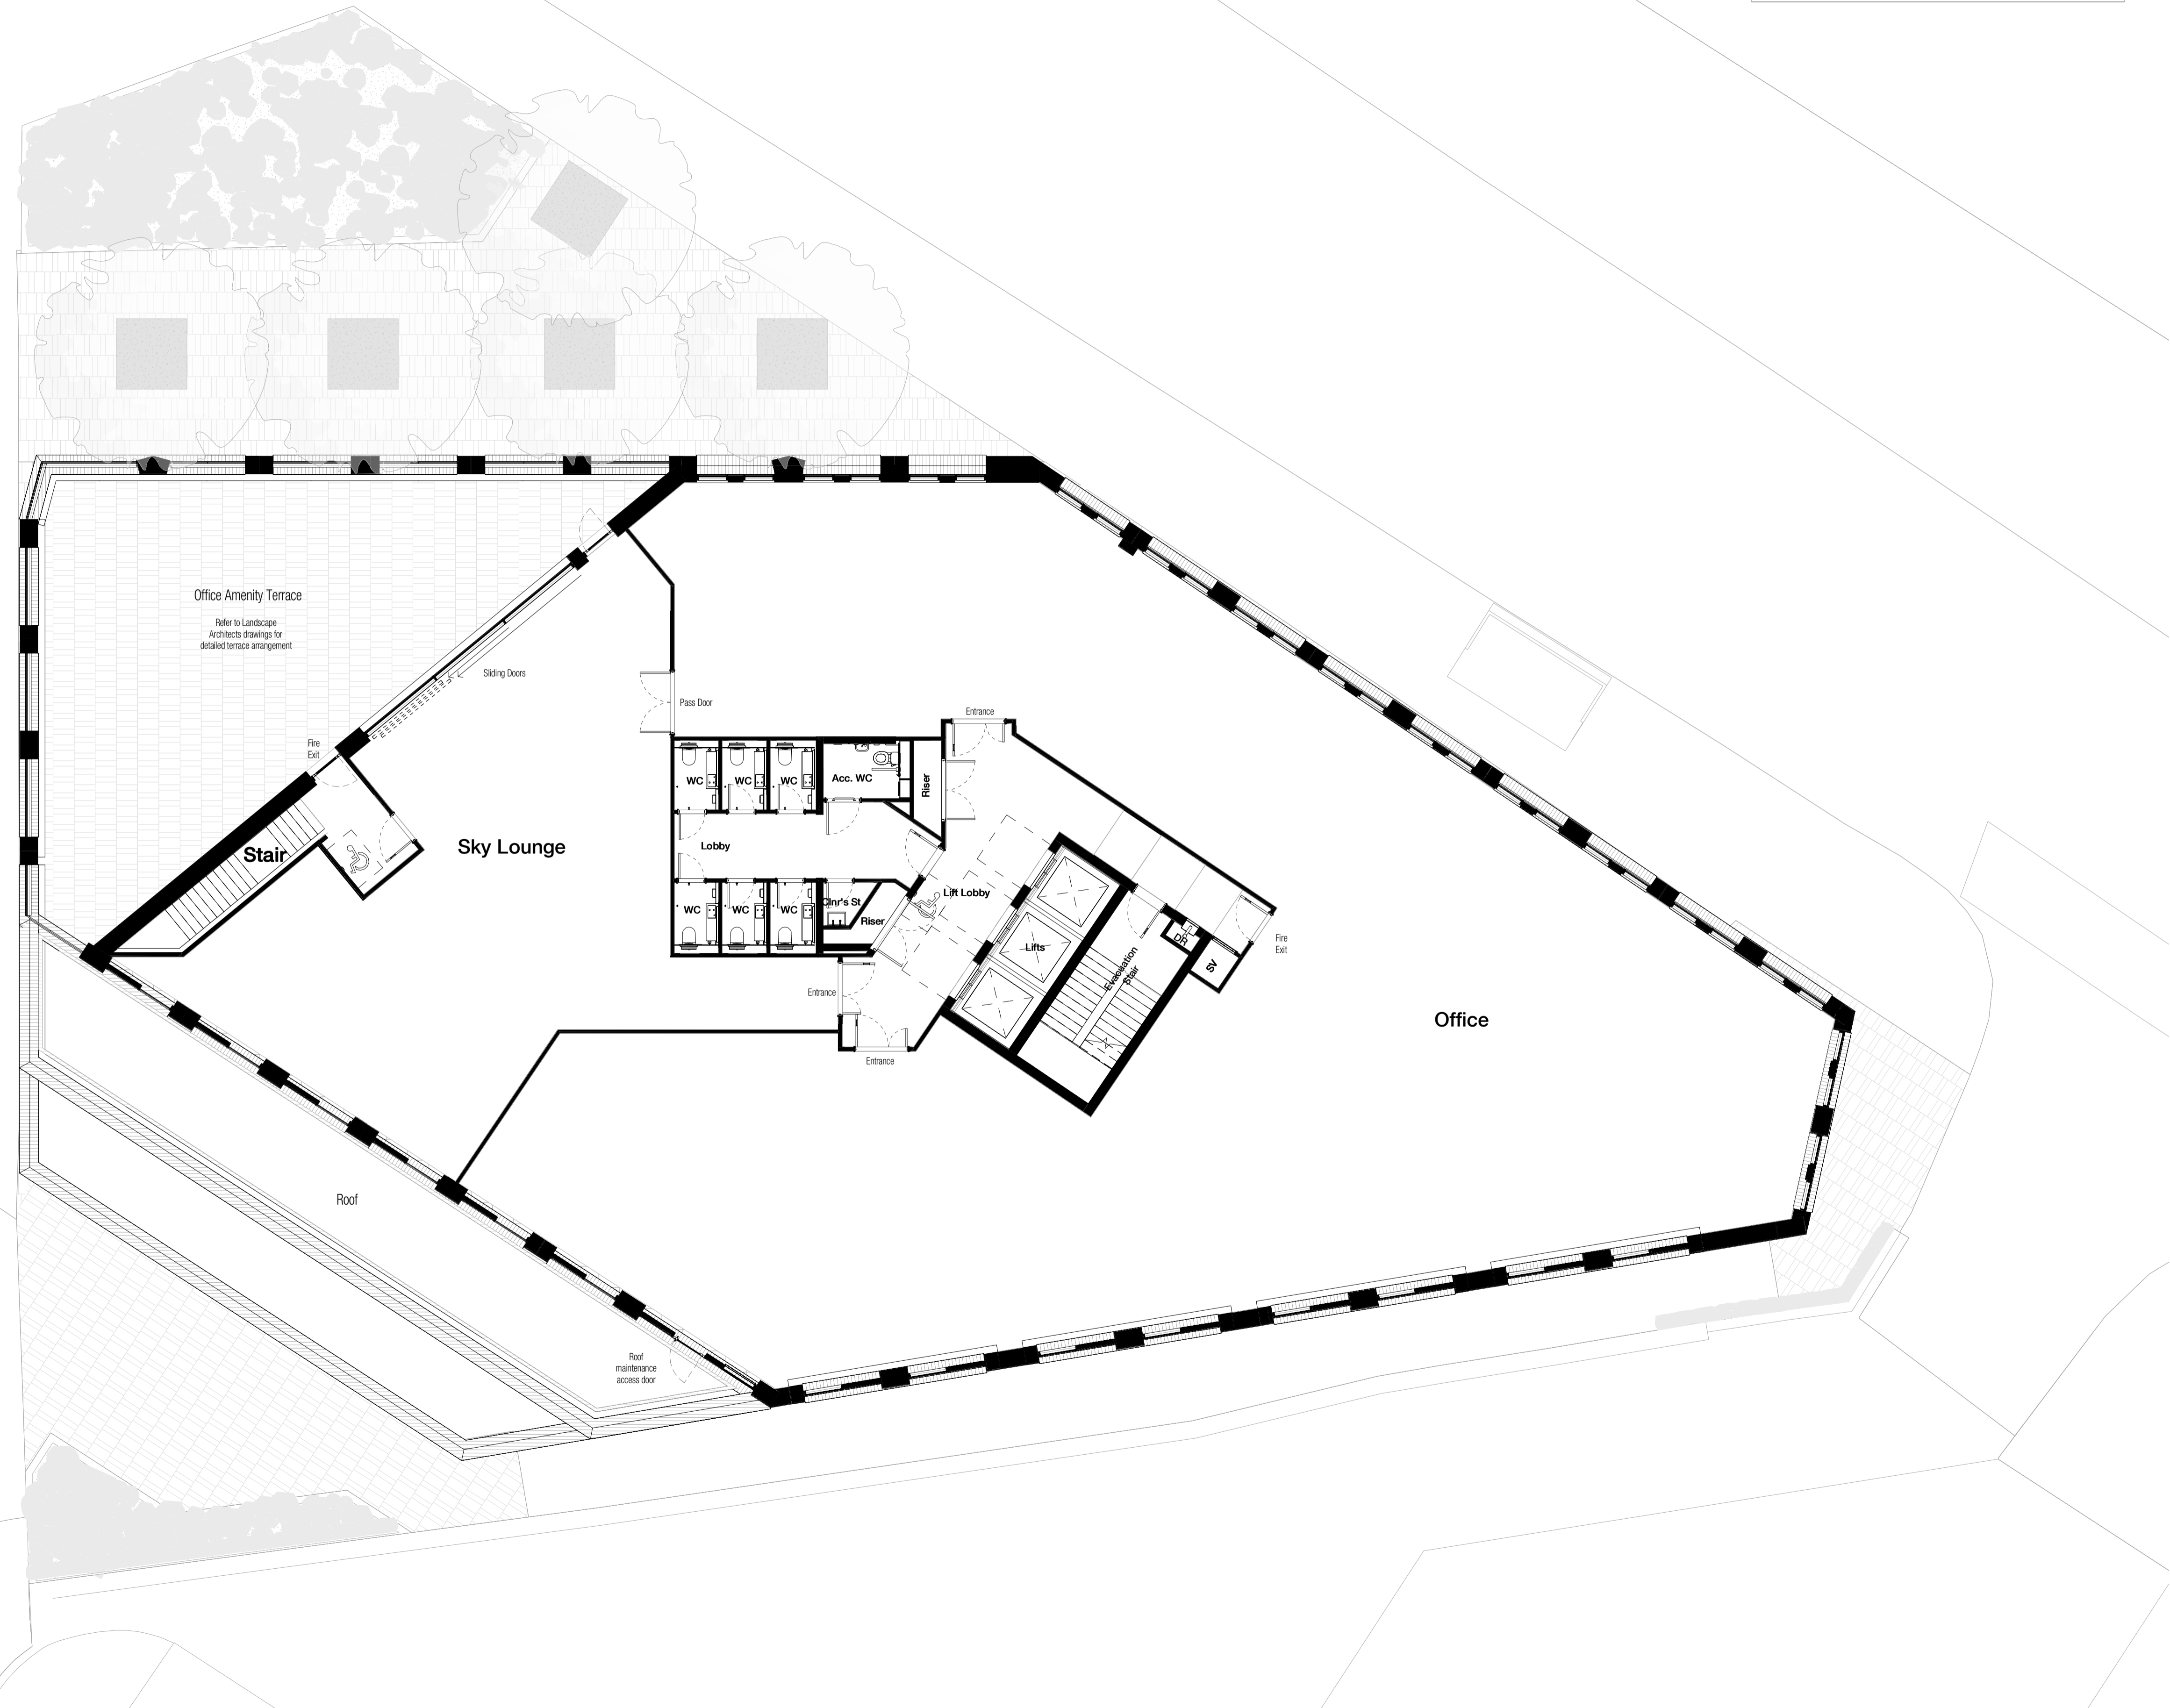 Office Amenity Terrace
Refer to Landscape
Architects drawings for
detailed terrace arrangement
Sliding Doors
Pass Door
Entrance
Fire
Exit
WC
WC
WC
Acc. WC
Riser
Stair
Sky Lounge
Lobby
Lift Lobby
WC
WC
WC
Clnr's St
Riser
Lifts
Evacuation
Stair
DR
SV
Fire
Exit
Entrance
Entrance
Office
Roof
Roof
maintenance
access door